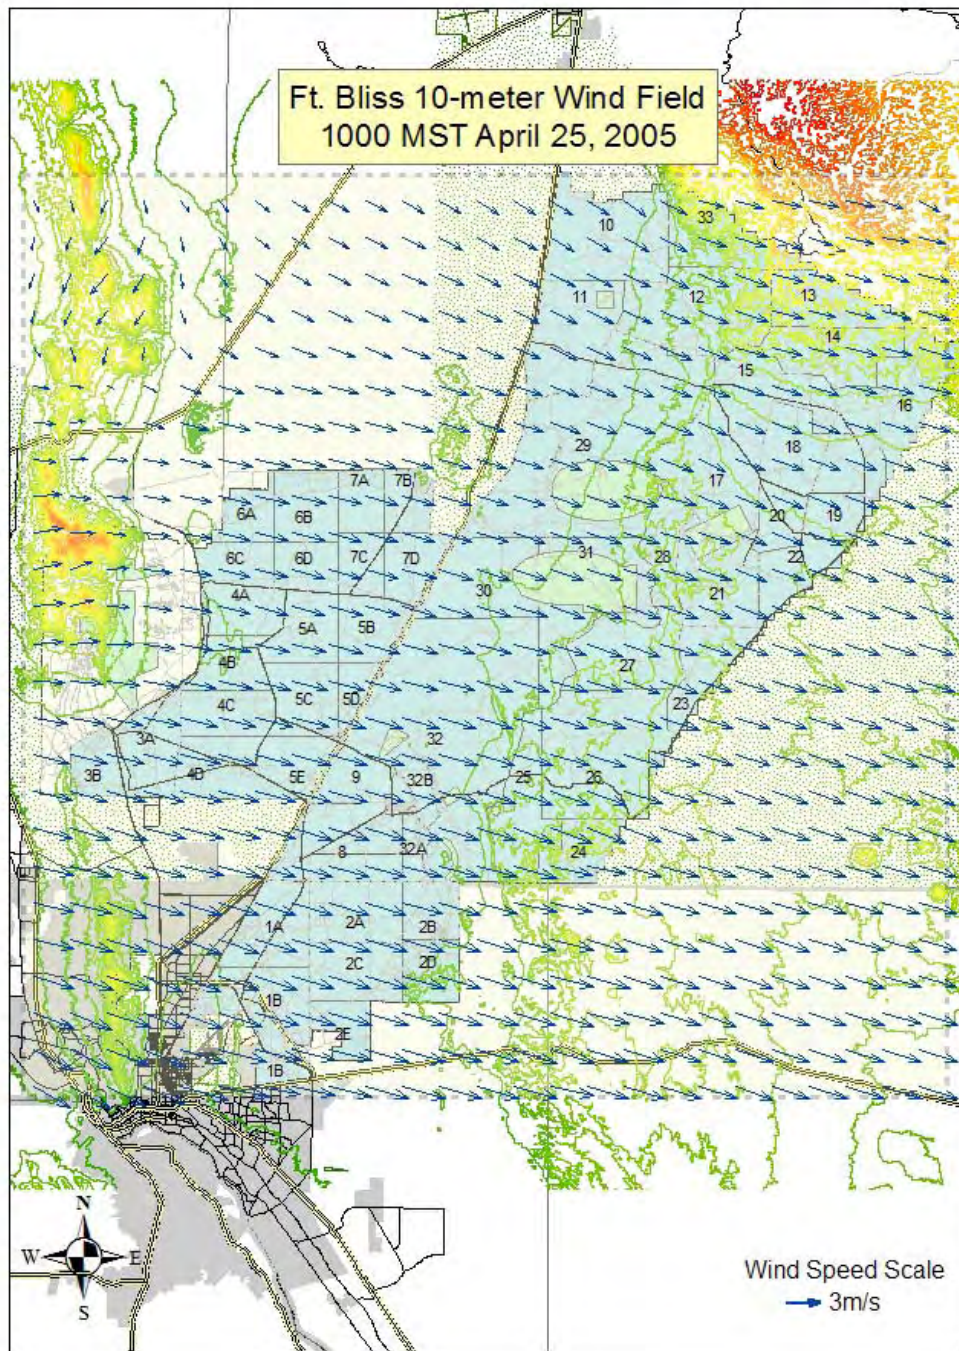 Ft. Bliss 10-meter Wind Field
1000 MST April 25, 2005
10
33
11
12
13
14
15
16
29
18
7A
7B
17
6A
6B
20
19
6C
6D
7C
7D
31
28
22
4A
30
21
5A
5B
4B
27
4C
5C
5D
23
3A
32
3B
4D
5E
9
32B
25
26
8
32A
24
1A
2A
2B
2C
2D
1B
2E
1B
N
W
E
S
Wind Speed Scale
3m/s